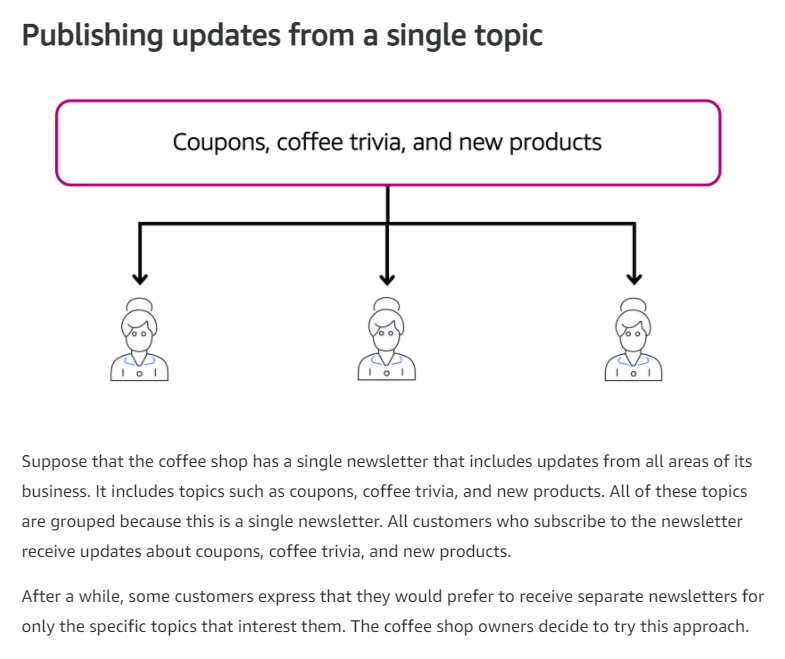 Publishing updates from a single topic
Coupons, coffee trivia, and new products
Suppose that the coffee shop has a single newsletter that includes updates from all areas of its
business. It includes topics such as coupons, coffee trivia, and new products. All of these topics
are grouped because this is a single newsletter. All customers who subscribe to the newsletter
receive updates about coupons, coffee trivia, and new products.
After a while, some customers express that they would prefer to receive separate newsletters for
only the specific topics that interest them. The coffee shop owners decide to try this approach.